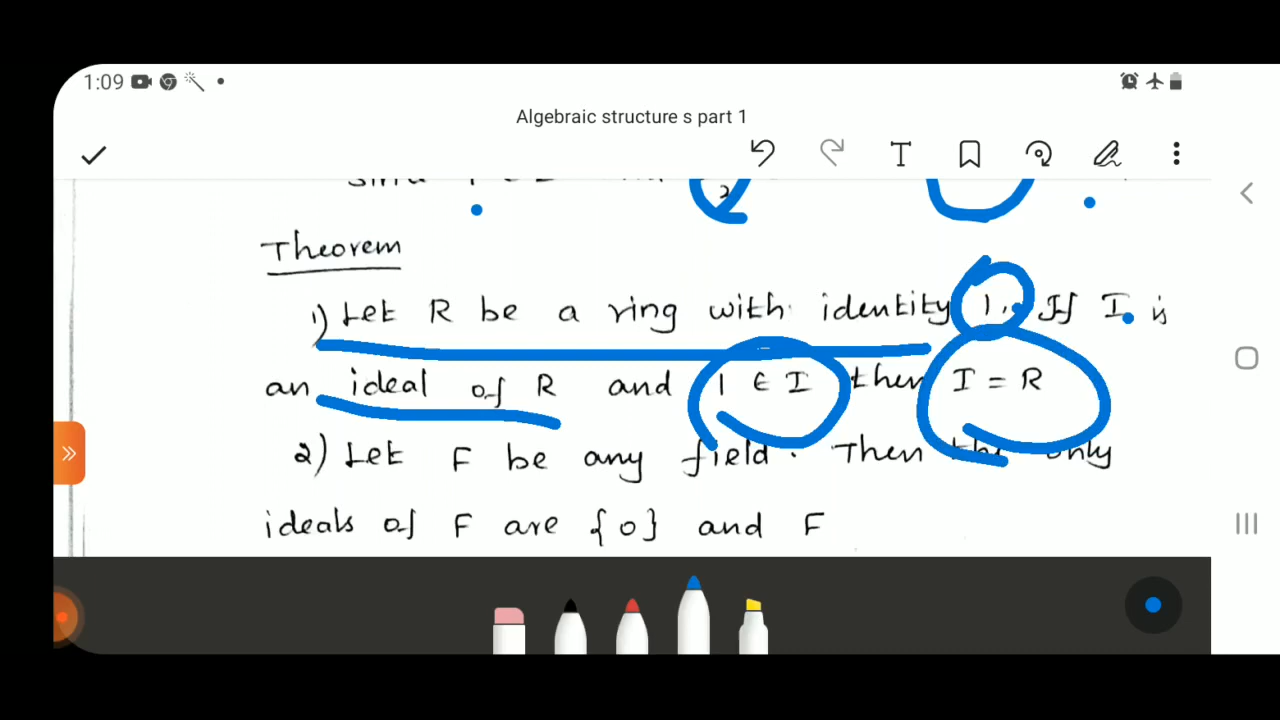 1:09
Algebraic structure s part 1
T
2
Theorem
1) Let R be a ring with identity 1. If I is
an ideal of R and 1 ∈ I then I = R
2) Let F be any field. Then the only
ideals of F are {0} and F